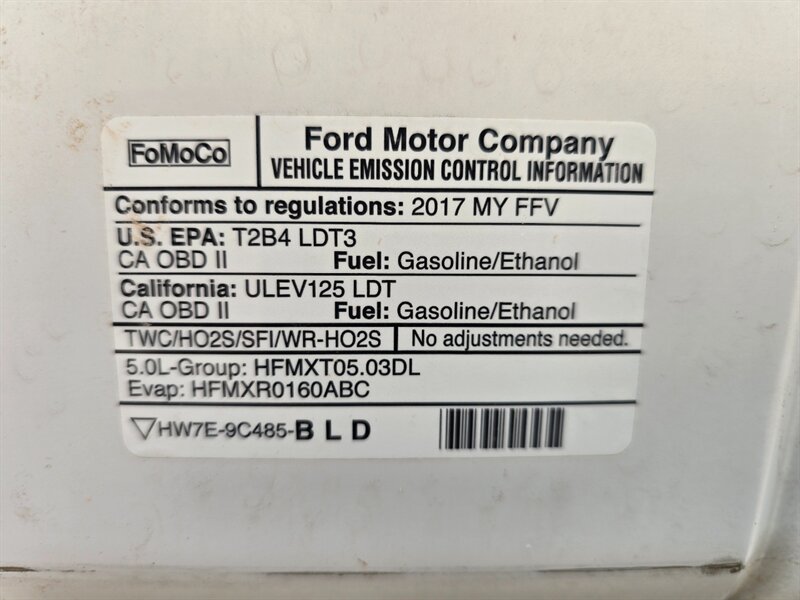 FoMoCo
Ford Motor Company
VEHICLE EMISSION CONTROL INFORMATION
Conforms to regulations: 2017 MY FFV
U.S. EPA: T2B4 LDT3
CA OBD II Fuel: Gasoline/Ethanol
California: ULEV125 LDT
CA OBD II Fuel: Gasoline/Ethanol
TWC/HO2S/SFI/WR-HO2S No adjustments needed.
5.0L-Group: HFMXT05.03DL
Evap: HFMXR0160ABC
HW7E-9C485-BLD